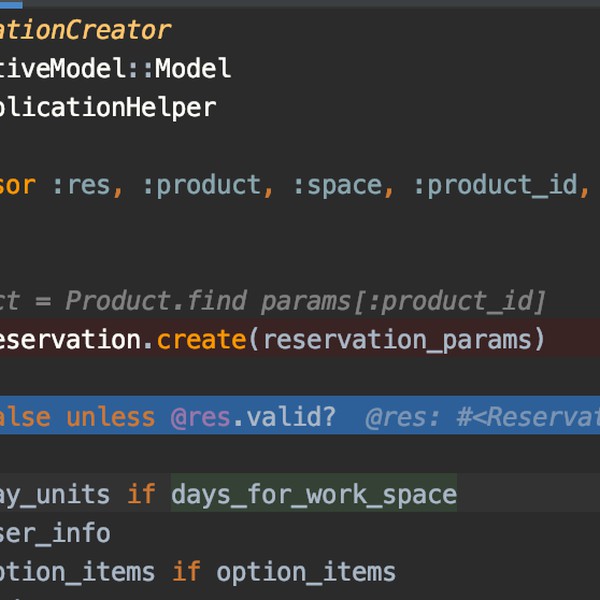 ationCreator
tiveModel::Model
plicationHelper
sor :res, :product, :space, :product_id,
ct = Product.find params[:product_id]
eservation.create(reservation_params)
alse unless @res.valid? @res: #<Reservat
ay_units if days_for_work_space
ser_info
ption_items if option_items